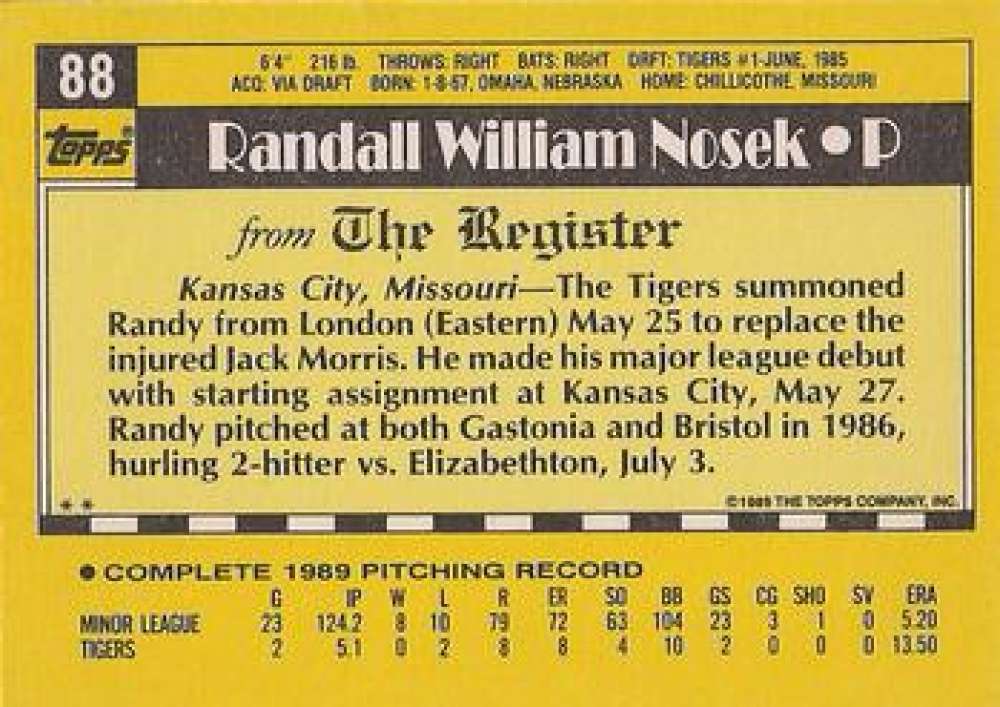 88
6'4" 216 lb. THROWS: RIGHT BATS: RIGHT DRFT: TIGERS #1-JUNE, 1985
ACQ: VIA DRAFT BORN: 1-8-67, OMAHA, NEBRASKA HOME: CHILLICOTHE, MISSOURI
Topps®
Randall William Nosek • P
from The Register
Kansas City, Missouri—The Tigers summoned
Randy from London (Eastern) May 25 to replace the
injured Jack Morris. He made his major league debut
with starting assignment at Kansas City, May 27.
Randy pitched at both Gastonia and Bristol in 1986,
hurling 2-hitter vs. Elizabethton, July 3.
** ©1989 THE TOPPS COMPANY, INC.
• COMPLETE 1989 PITCHING RECORD
G IP W L R ER SO BB GS CG SHO SV ERA
MINOR LEAGUE 23 124.2 8 10 79 72 63 104 23 3 1 0 5.20
TIGERS 2 5.1 0 2 8 8 4 10 2 0 0 0 13.50